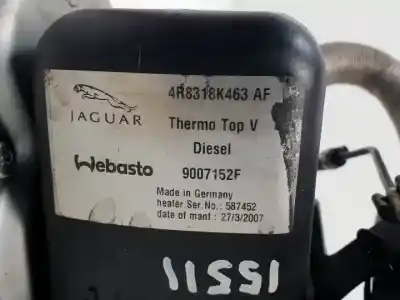 4R8318K463 AF
JAGUAR
Thermo Top V
Diesel
Webasto
9007152F
Made in Germany
heater Ser. No.: 587452
date of manf.: 27/3/2007
15511